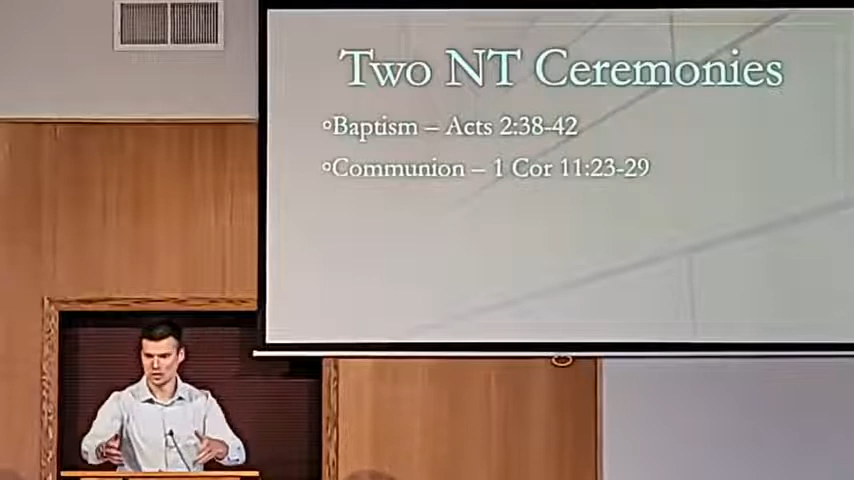 Two NT Ceremonies
Baptism – Acts 2:38-42
Communion – 1 Cor 11:23-29